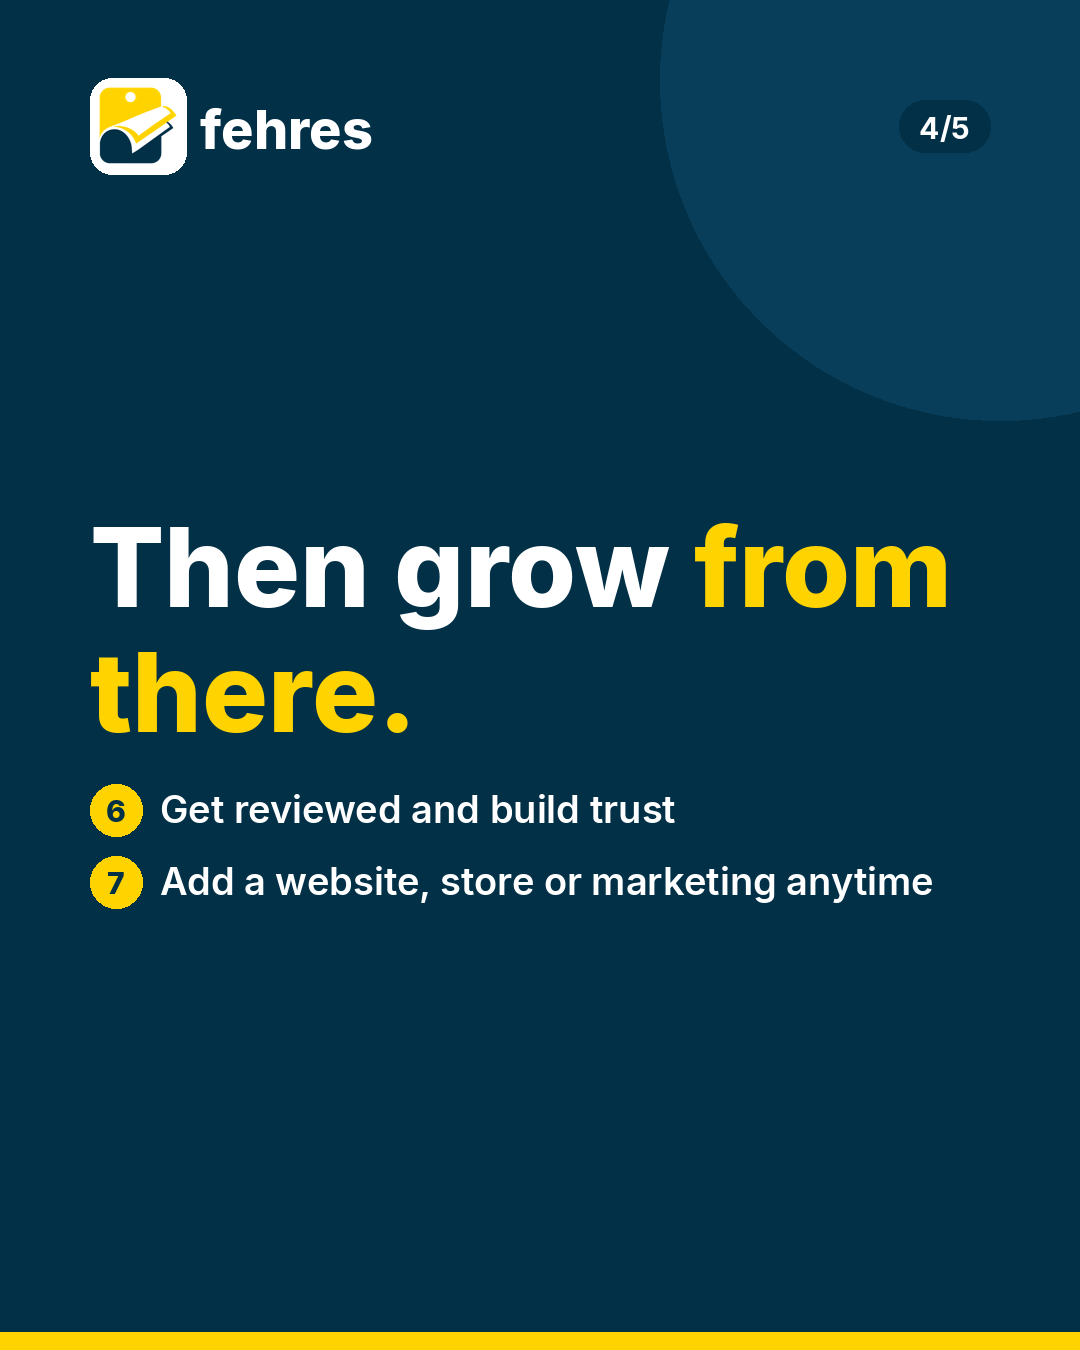 fehres
4/5
Then grow from
there.
6 Get reviewed and build trust
7 Add a website, store or marketing anytime